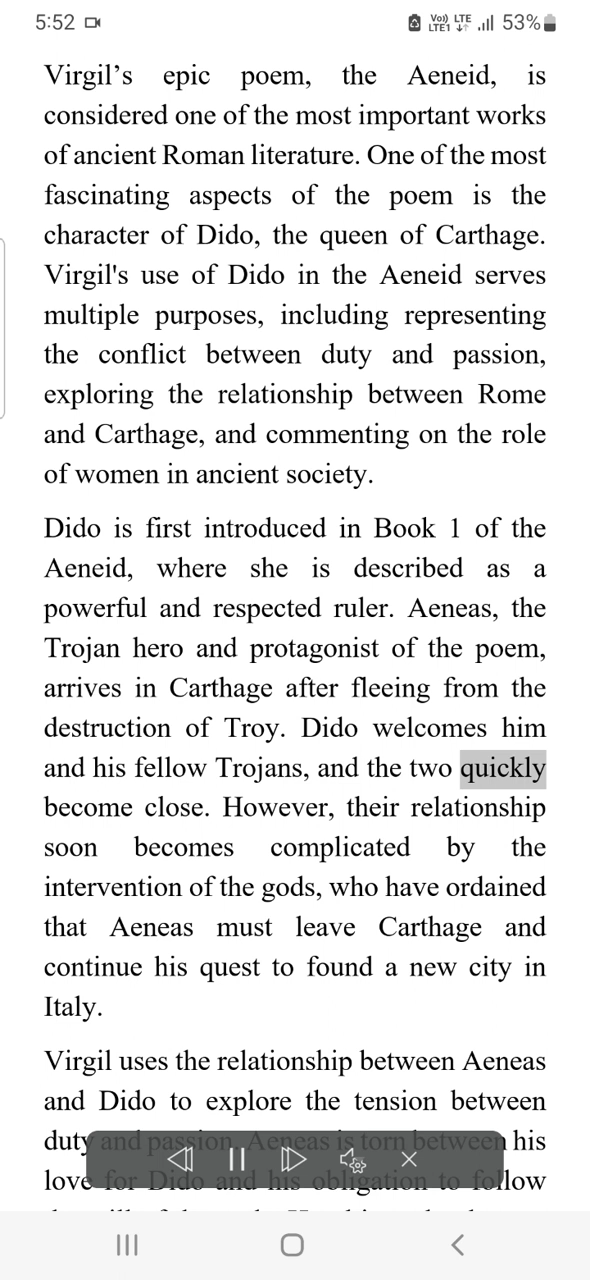 5:52
Vo)) LTE
LTE1
53%
Virgil’s epic poem, the Aeneid, is
considered one of the most important works
of ancient Roman literature. One of the most
fascinating aspects of the poem is the
character of Dido, the queen of Carthage.
Virgil's use of Dido in the Aeneid serves
multiple purposes, including representing
the conflict between duty and passion,
exploring the relationship between Rome
and Carthage, and commenting on the role
of women in ancient society.
Dido is first introduced in Book 1 of the
Aeneid, where she is described as a
powerful and respected ruler. Aeneas, the
Trojan hero and protagonist of the poem,
arrives in Carthage after fleeing from the
destruction of Troy. Dido welcomes him
and his fellow Trojans, and the two quickly
become close. However, their relationship
soon becomes complicated by the
intervention of the gods, who have ordained
that Aeneas must leave Carthage and
continue his quest to found a new city in
Italy.
Virgil uses the relationship between Aeneas
and Dido to explore the tension between
duty and passion. Aeneas is torn between his
love for Dido and his obligation to follow